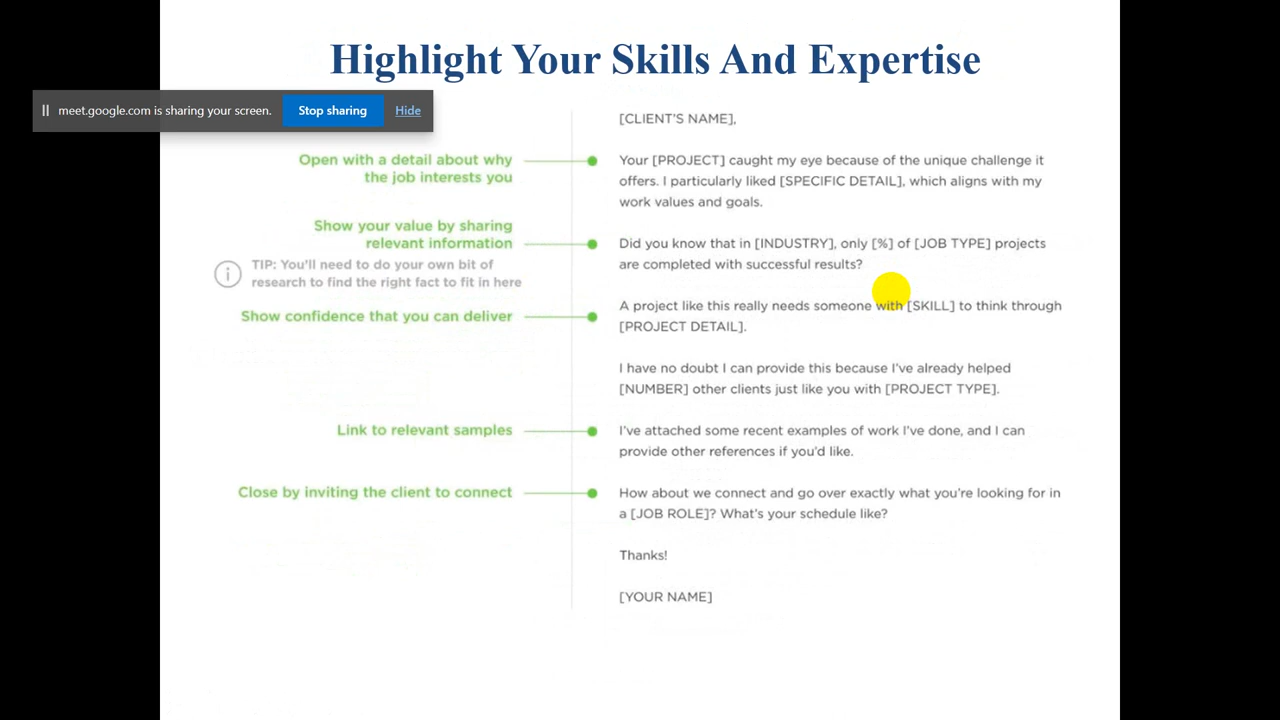 Highlight Your Skills And Expertise
meet.google.com is sharing your screen.
Stop sharing
Hide
[CLIENT'S NAME],
Open with a detail about why
the job interests you
Your [PROJECT] caught my eye because of the unique challenge it
offers. I particularly liked [SPECIFIC DETAIL], which aligns with my
work values and goals.
Show your value by sharing
relevant information
TIP: You'll need to do your own bit of
research to find the right fact to fit in here
Did you know that in [INDUSTRY], only [%] of [JOB TYPE] projects
are completed with successful results?
Show confidence that you can deliver
A project like this really needs someone with [SKILL] to think through
[PROJECT DETAIL].
I have no doubt I can provide this because I've already helped
[NUMBER] other clients just like you with [PROJECT TYPE].
Link to relevant samples
I've attached some recent examples of work I've done, and I can
provide other references if you'd like.
Close by inviting the client to connect
How about we connect and go over exactly what you're looking for in
a [JOB ROLE]? What's your schedule like?
Thanks!
[YOUR NAME]